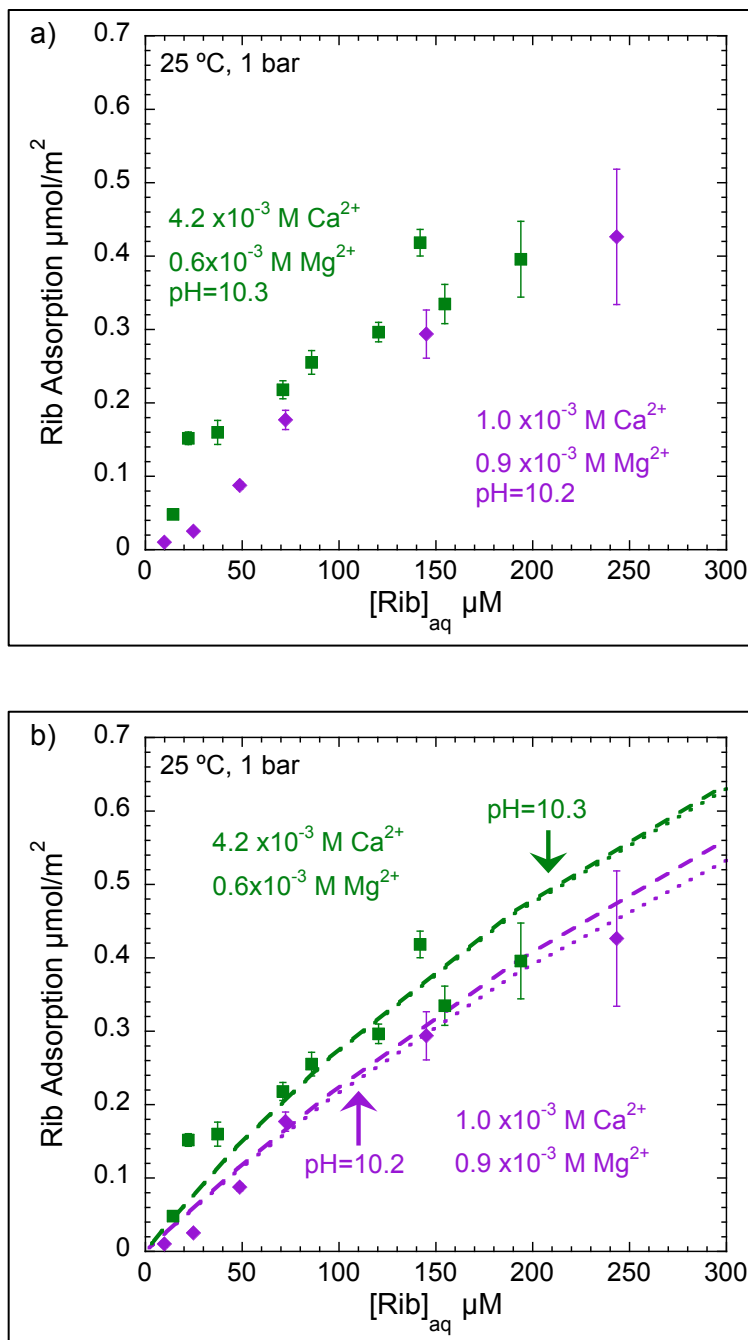 a)
25 ºC, 1 bar
0.7
0.6
0.5
0.4
0.3
0.2
0.1
0
Rib Adsorption µmol/m²
4.2 x10⁻³ M Ca²⁺
0.6x10⁻³ M Mg²⁺
pH=10.3
1.0 x10⁻³ M Ca²⁺
0.9 x10⁻³ M Mg²⁺
pH=10.2
0 50 100 150 200 250 300
[Rib]aq µM
b)
25 ºC, 1 bar
0.7
0.6
0.5
0.4
0.3
0.2
0.1
0
Rib Adsorption µmol/m²
pH=10.3
4.2 x10⁻³ M Ca²⁺
0.6x10⁻³ M Mg²⁺
1.0 x10⁻³ M Ca²⁺
0.9 x10⁻³ M Mg²⁺
pH=10.2
0 50 100 150 200 250 300
[Rib]aq µM